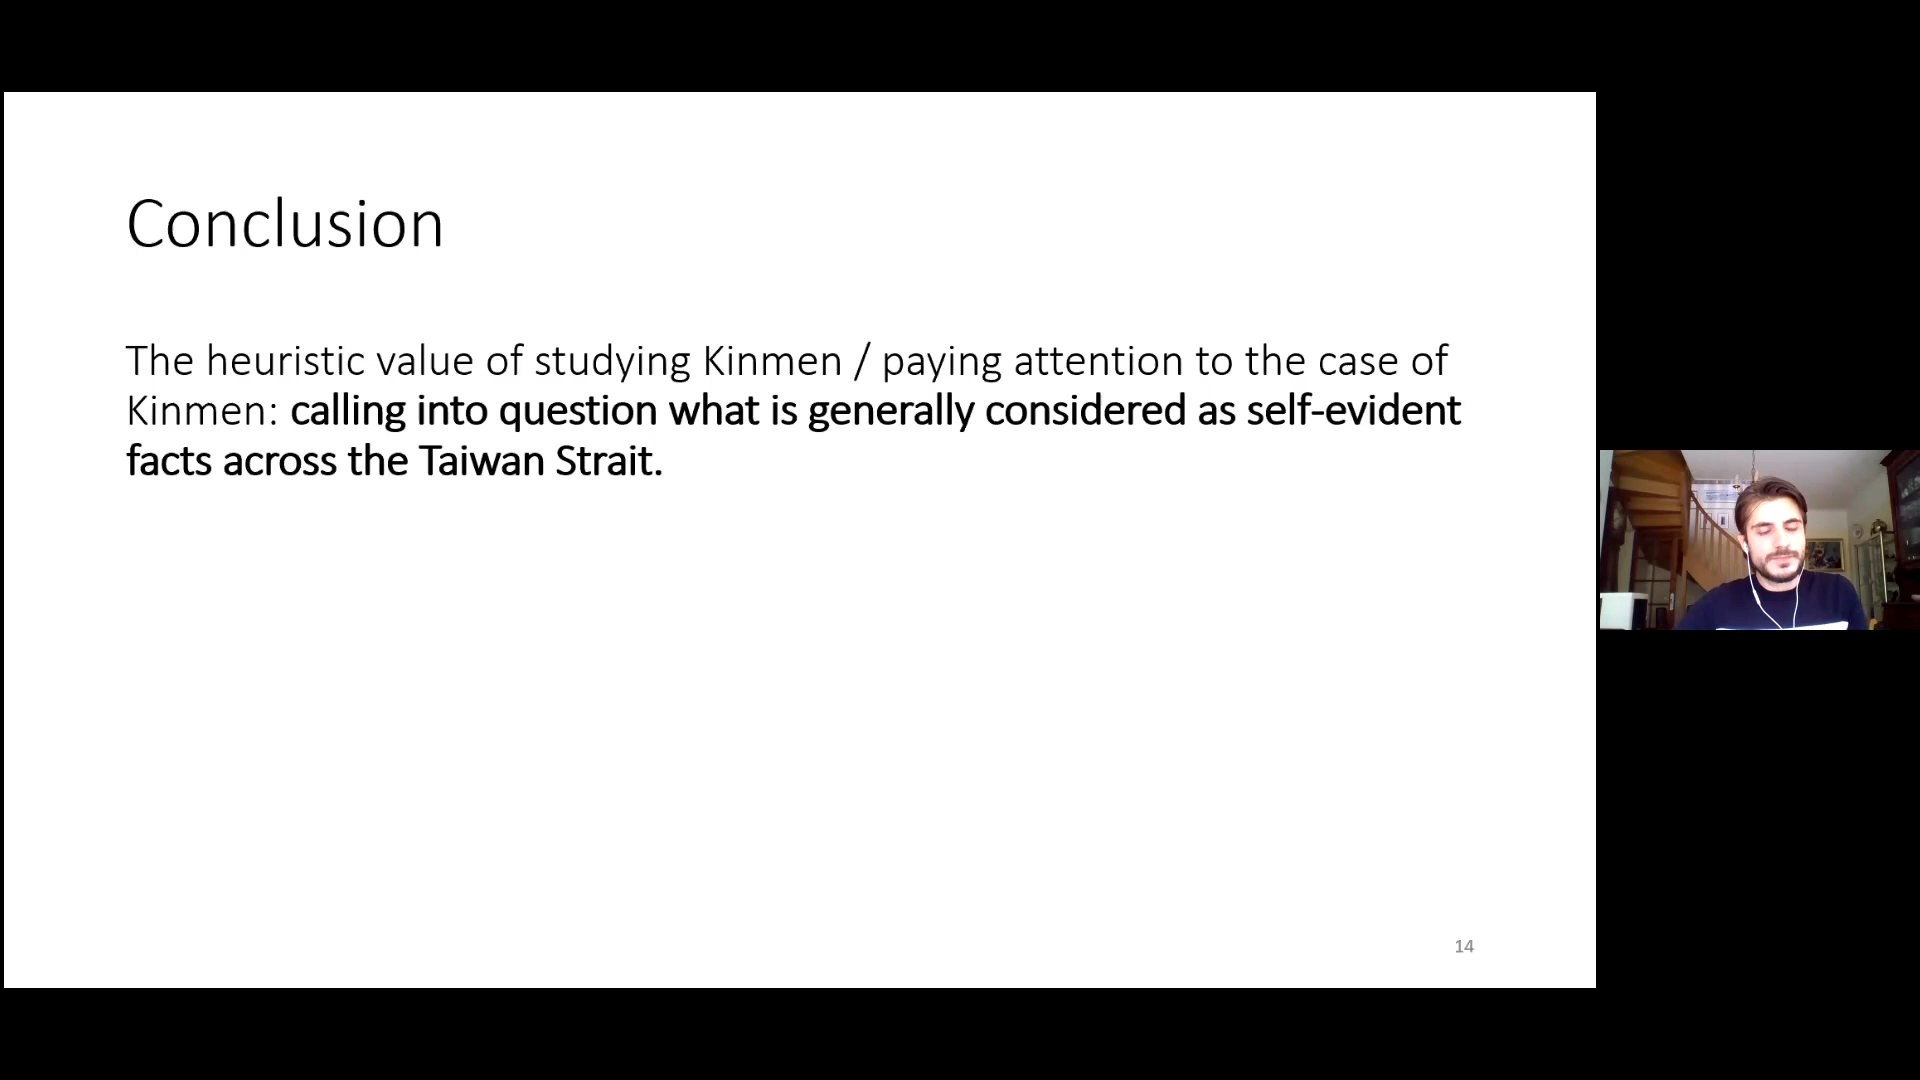 Conclusion
The heuristic value of studying Kinmen / paying attention to the case of
Kinmen: calling into question what is generally considered as self-evident
facts across the Taiwan Strait.
14